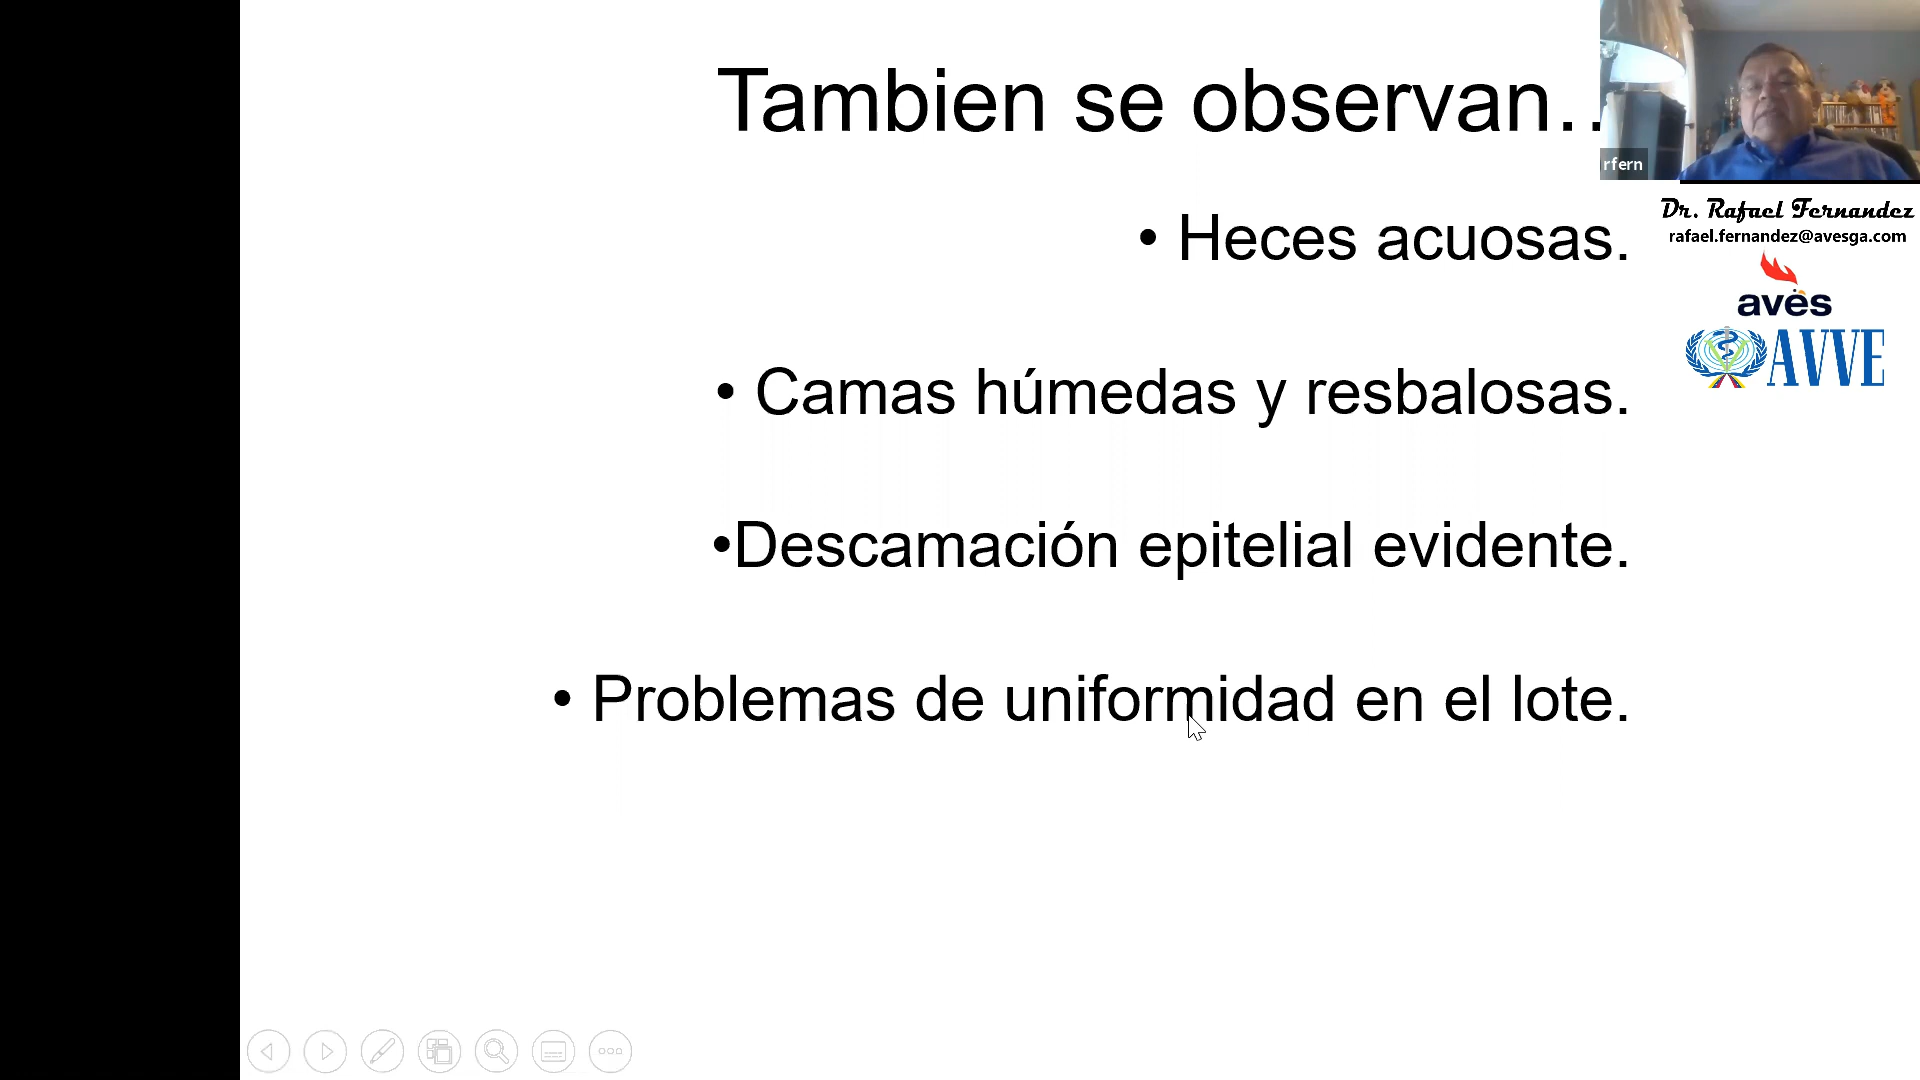 Tambien se observan..
rfern
Dr. Rafael Fernandez
rafael.fernandez@avesga.com
avès
AVVE
• Heces acuosas.
• Camas húmedas y resbalosas.
•Descamación epitelial evidente.
• Problemas de uniformidad en el lote.